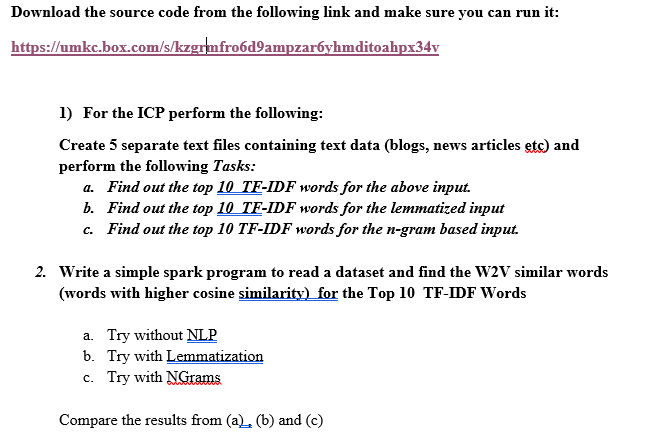 Download the source code from the following link and make sure you can run it:
https://umkc.box.com/s/kzgrmfro6d9ampzar6yhmditoahpx34v
1) For the ICP perform the following:
Create 5 separate text files containing text data (blogs, news articles etc) and
perform the following Tasks:
a. Find out the top 10 TF-IDF words for the above input.
b. Find out the top 10 TF-IDF words for the lemmatized input
c. Find out the top 10 TF-IDF words for the n-gram based input.
2. Write a simple spark program to read a dataset and find the W2V similar words
(words with higher cosine similarity) for the Top 10 TF-IDF Words
a. Try without NLP
b. Try with Lemmatization
c. Try with NGrams
Compare the results from (a), (b) and (c)